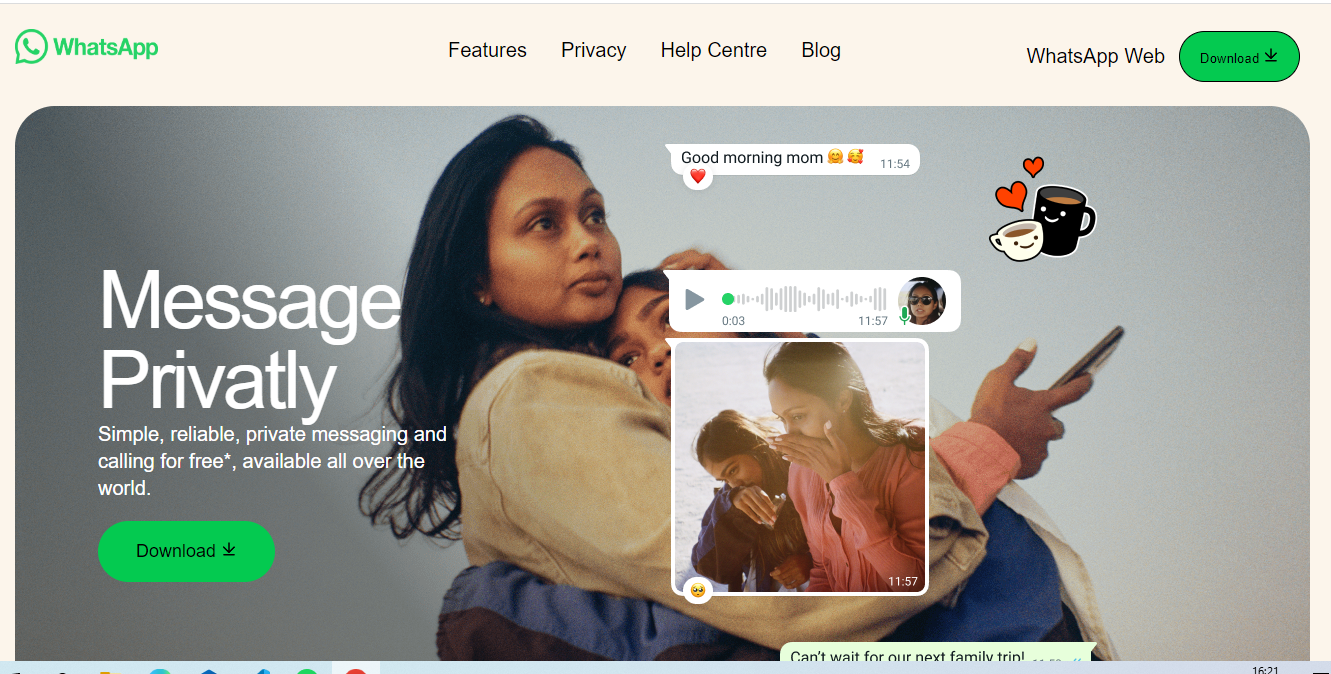 WhatsApp
Features Privacy Help Centre Blog
WhatsApp Web Download
Good morning mom 🤗 🥰 11:54
Message
Privatly
0:03 11:57
Simple, reliable, private messaging and
calling for free*, available all over the
world.
Download
11:57
Can't wait for our next family trip!
16:21